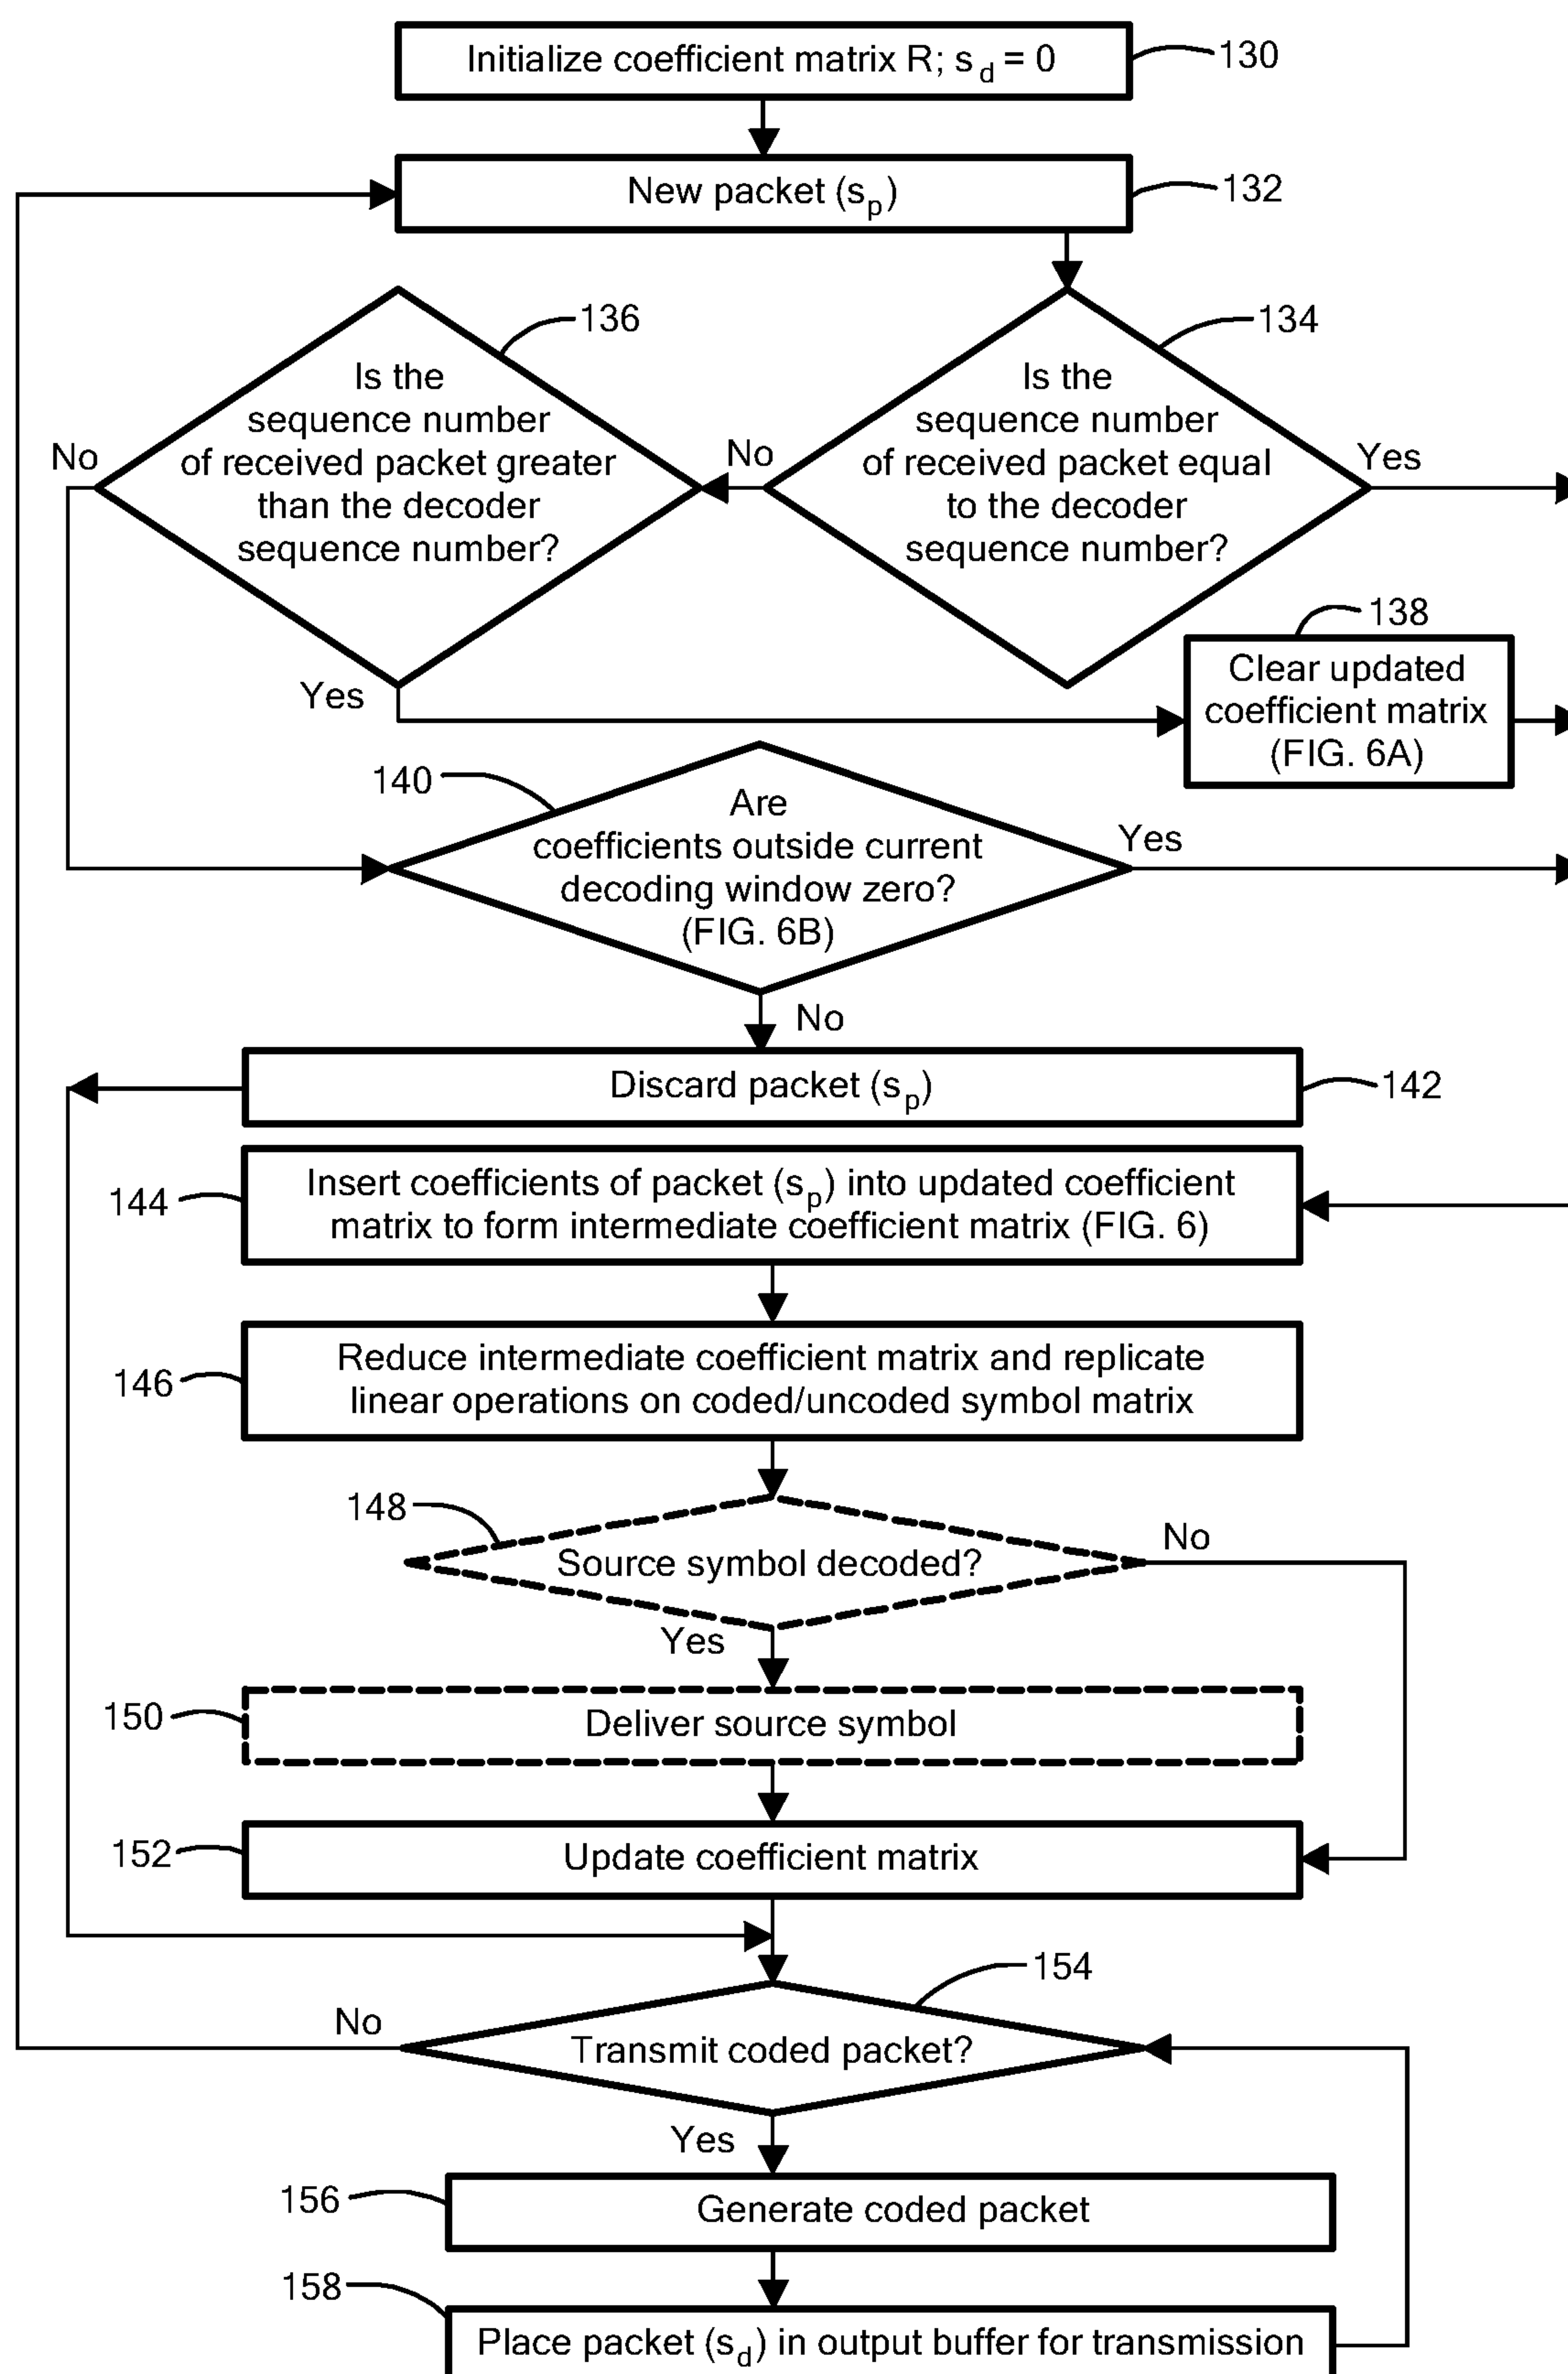 Initialize coefficient matrix R; s_d = 0
130
New packet (s_p)
132
136
134
Is the
sequence number
of received packet greater
than the decoder
sequence number?
Is the
sequence number
of received packet equal
to the decoder
sequence number?
No
No
Yes
138
Clear updated
coefficient matrix
(FIG. 6A)
Yes
140
Are
coefficients outside current
decoding window zero?
(FIG. 6B)
Yes
No
Discard packet (s_p)
142
144
Insert coefficients of packet (s_p) into updated coefficient
matrix to form intermediate coefficient matrix (FIG. 6)
146
Reduce intermediate coefficient matrix and replicate
linear operations on coded/uncoded symbol matrix
148
Source symbol decoded?
No
Yes
150
Deliver source symbol
152
Update coefficient matrix
154
No
Transmit coded packet?
Yes
156
Generate coded packet
158
Place packet (s_d) in output buffer for transmission